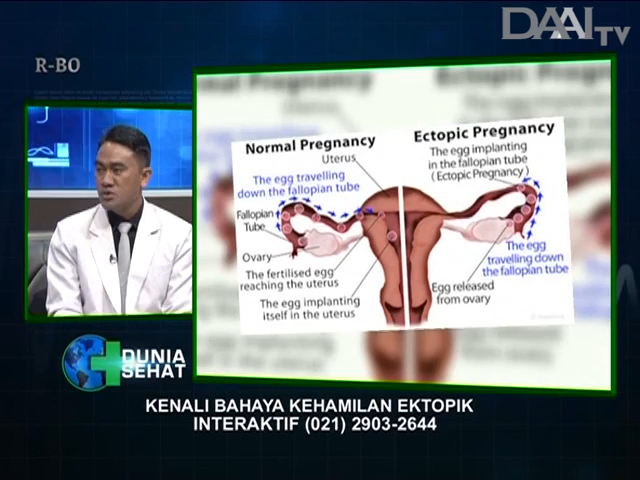 DAAITV
R-BO
Normal Pregnancy
Uterus
The egg travelling
down the fallopian tube
Fallopian
Tube
Ovary
The fertilised egg
reaching the uterus
The egg implanting
itself in the uterus
Ectopic Pregnancy
The egg implanting
in the fallopian tube
( Ectopic Pregnancy )
The egg
travelling down
the fallopian tube
Egg released
from ovary
DUNIA
SEHAT
KENALI BAHAYA KEHAMILAN EKTOPIK
INTERAKTIF (021) 2903-2644